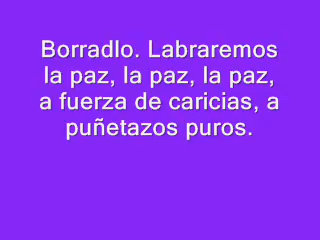 Borradlo. Labraremos
la paz, la paz, la paz,
a fuerza de caricias, a
puñetazos puros.